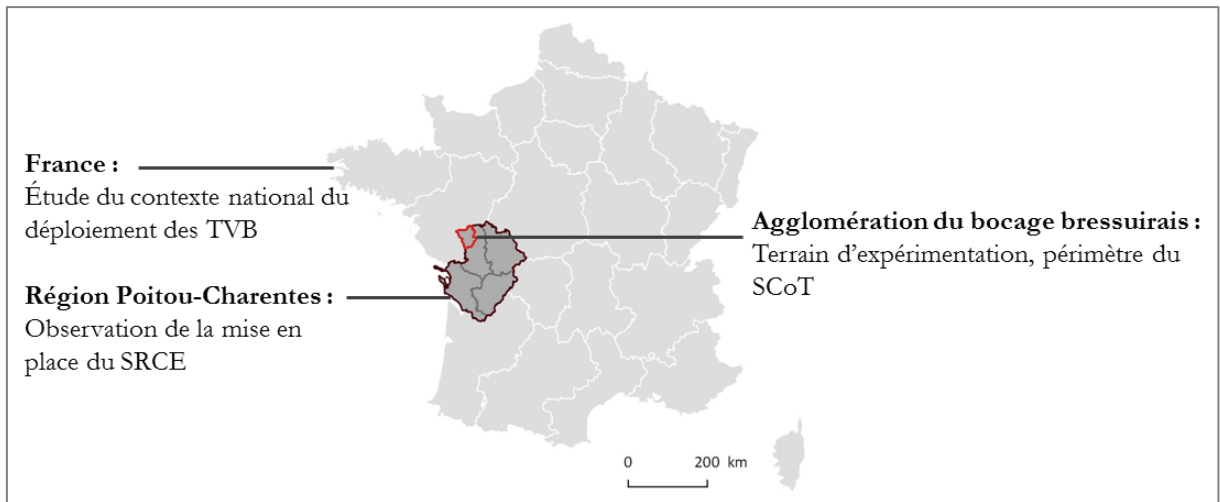 France :
Étude du contexte national du
déploiement des TVB
Région Poitou-Charentes :
Observation de la mise en
place du SRCE
Agglomération du bocage bressuirais :
Terrain d’expérimentation, périmètre du
SCoT
0 200 km